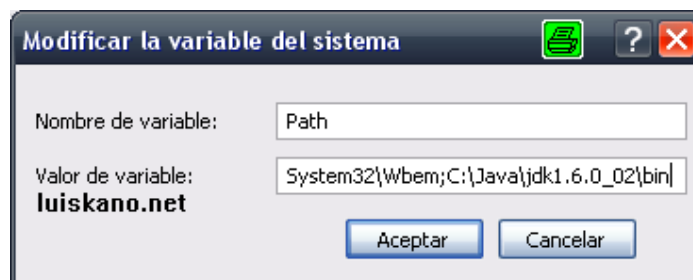 Modificar la variable del sistema
Nombre de variable: Path
Valor de variable: System32\Wbem;C:\Java\jdk1.6.0_02\bin
luiskano.net
Aceptar Cancelar